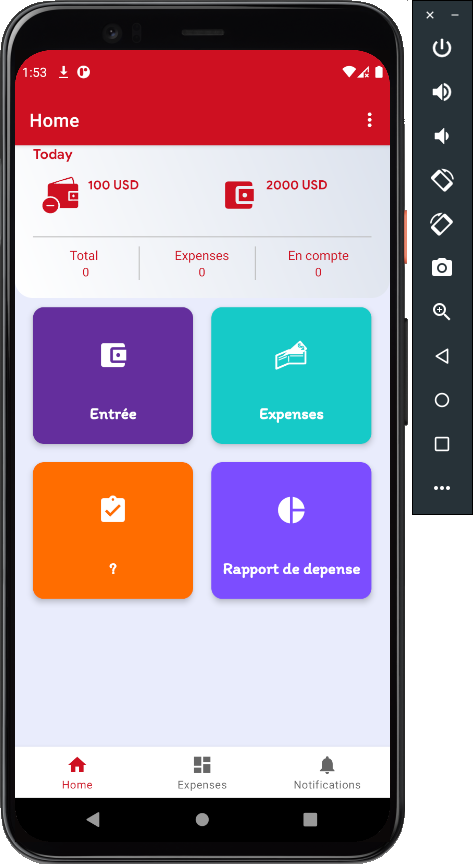 1:53
Home
Today
100 USD
2000 USD
Total
Expenses
En compte
0
0
0
Entrée
Expenses
?
Rapport de depense
Home
Expenses
Notifications